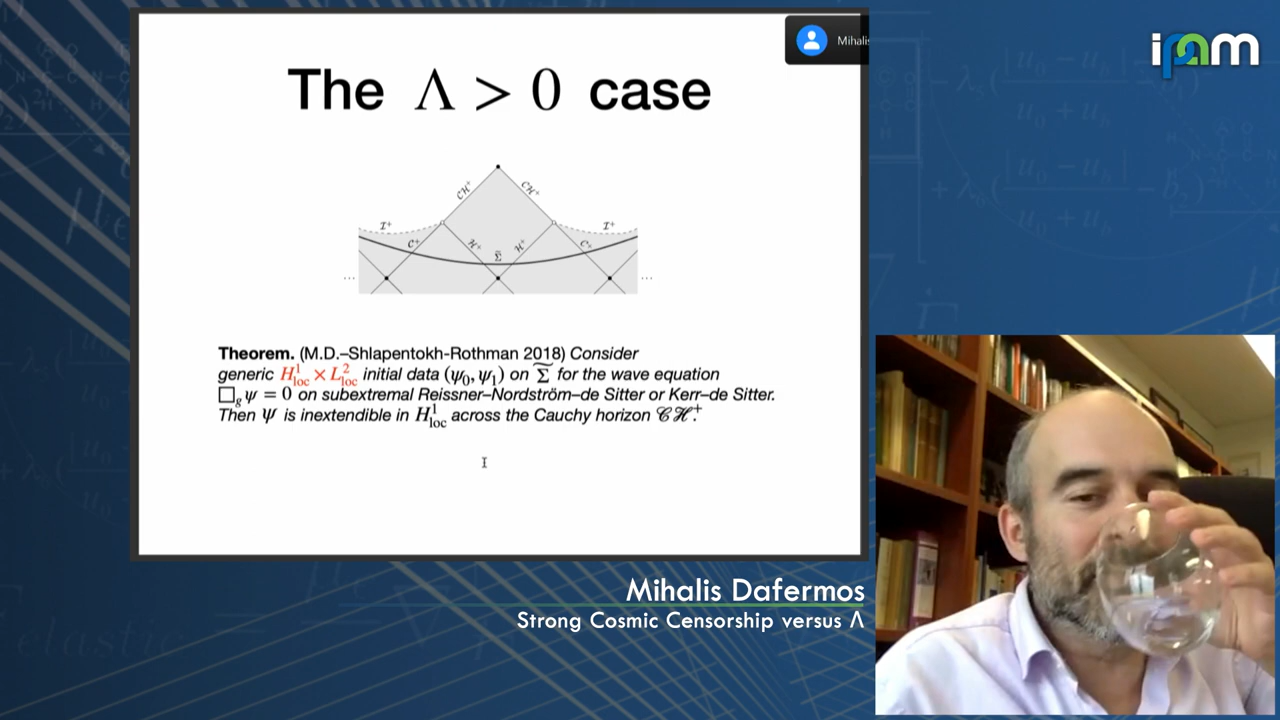 Mihalis
ipam
The Λ > 0 case
𝒞ℋ⁺ 𝒞ℋ⁺
ℐ⁺ ℐ⁺
𝒞⁺ ℋ⁺ Σ̃ ℋ⁺ 𝒞⁺
... ...
Theorem. (M.D.–Shlapentokh-Rothman 2018) Consider
generic H¹_loc × L²_loc initial data (ψ₀, ψ₁) on Σ̃ for the wave equation
□_g ψ = 0 on subextremal Reissner–Nordström–de Sitter or Kerr–de Sitter.
Then ψ is inextendible in H¹_loc across the Cauchy horizon 𝒞ℋ⁺.
Mihalis Dafermos
Strong Cosmic Censorship versus Λ